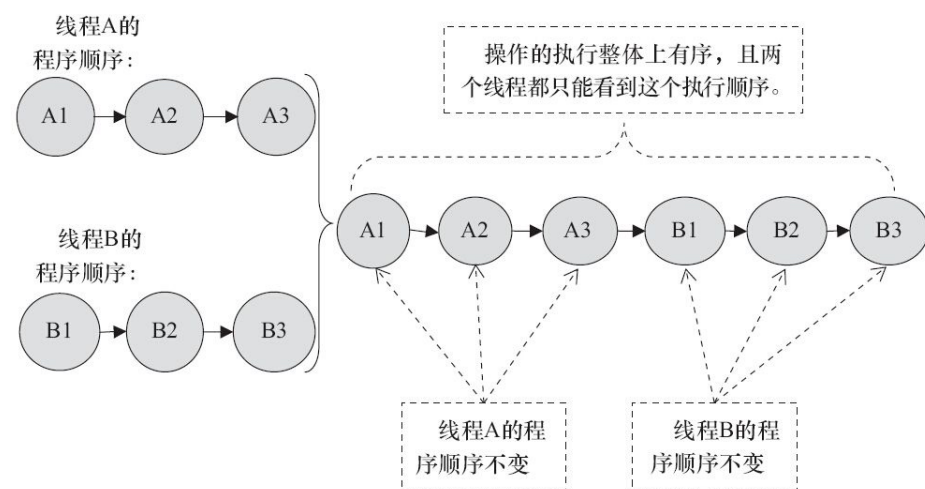 线程A的
程序顺序：
A1 A2 A3
操作的执行整体上有序，且两
个线程都只能看到这个执行顺序。
线程B的
程序顺序：
B1 B2 B3
A1 A2 A3 B1 B2 B3
线程A的程
序顺序不变
线程B的程
序顺序不变